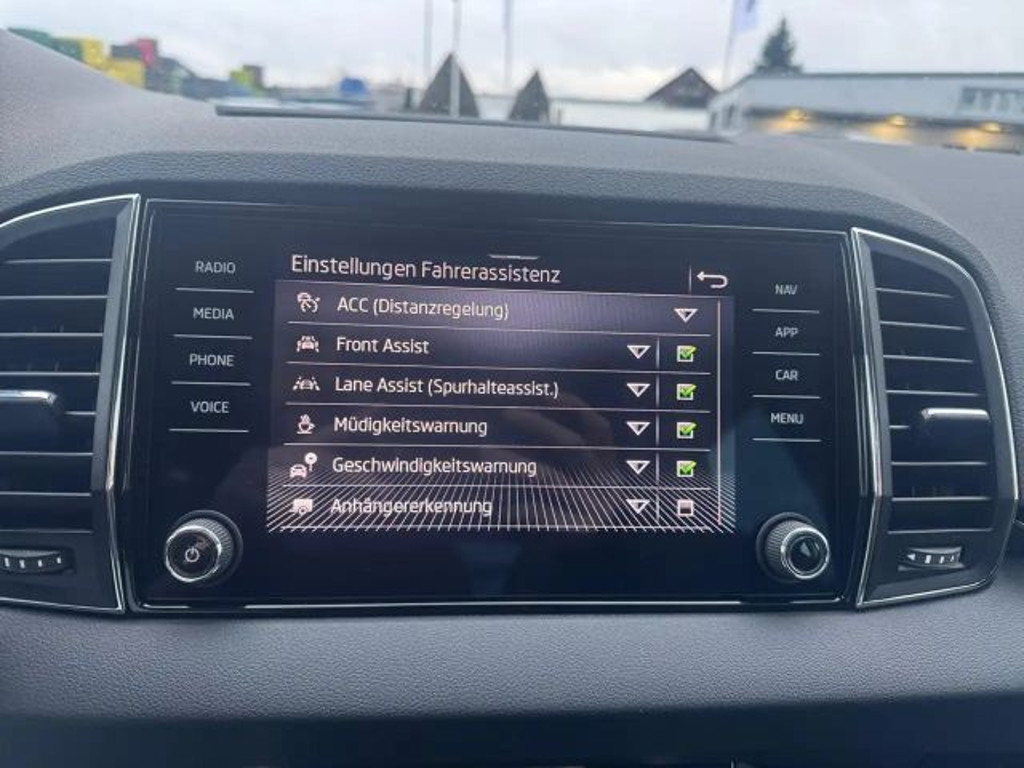 RADIO
MEDIA
PHONE
VOICE
Einstellungen Fahrerassistenz
ACC (Distanzregelung)
Front Assist
Lane Assist (Spurhalteassist.)
Müdigkeitswarnung
Geschwindigkeitswarnung
Anhängererkennung
NAV
APP
CAR
MENU